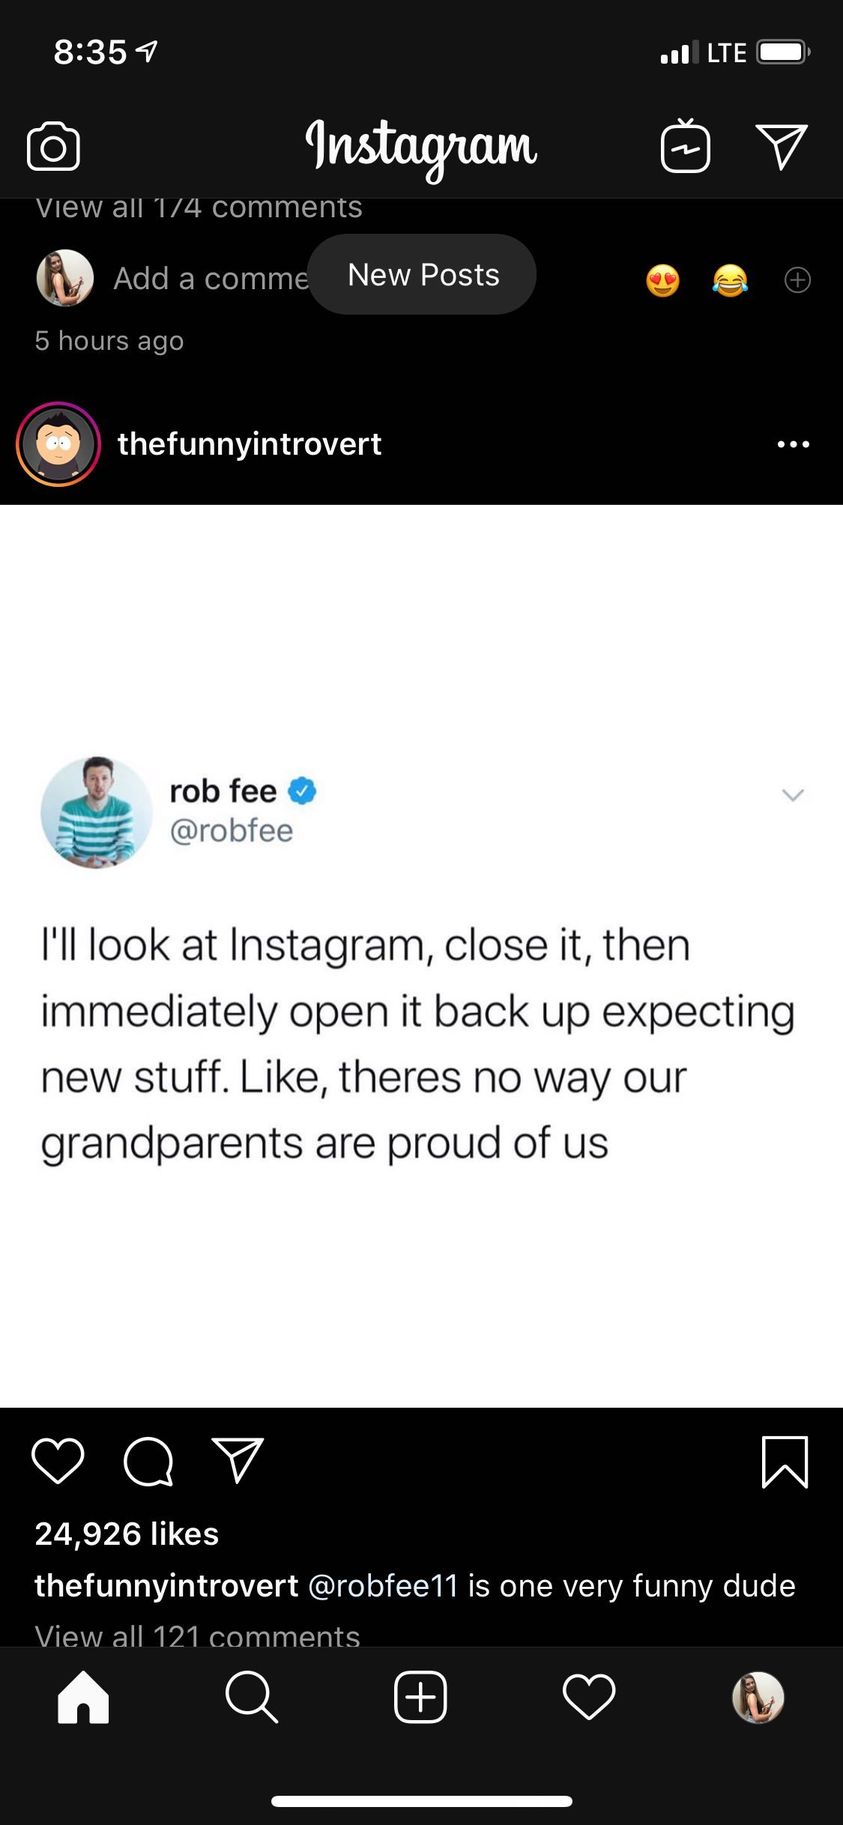 8:35
LTE
Instagram
View all 174 comments
Add a comme
New Posts
5 hours ago
thefunnyintrovert
rob fee
@robfee
I'll look at Instagram, close it, then
immediately open it back up expecting
new stuff. Like, theres no way our
grandparents are proud of us
24,926 likes
thefunnyintrovert @robfee11 is one very funny dude
View all 121 comments